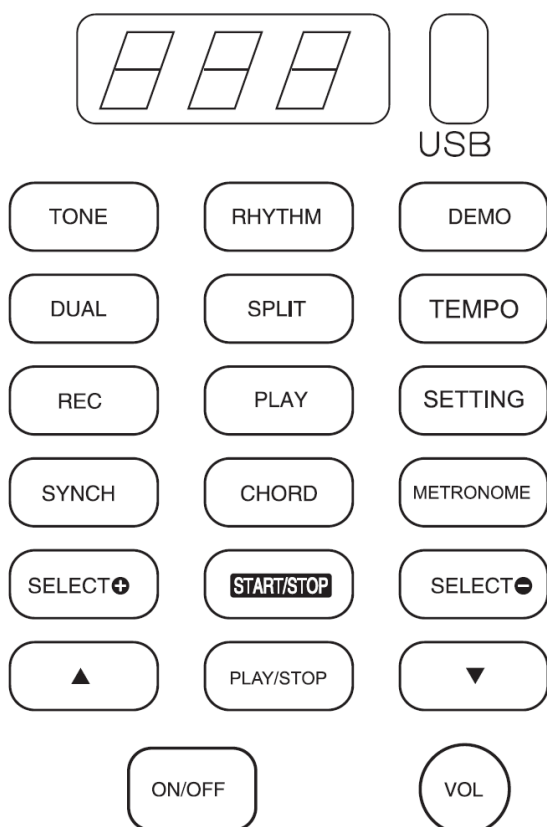 USB
TONE RHYTHM DEMO
DUAL SPLIT TEMPO
REC PLAY SETTING
SYNCH CHORD METRONOME
SELECT+ START/STOP SELECT-
▲ PLAY/STOP ▼
ON/OFF VOL